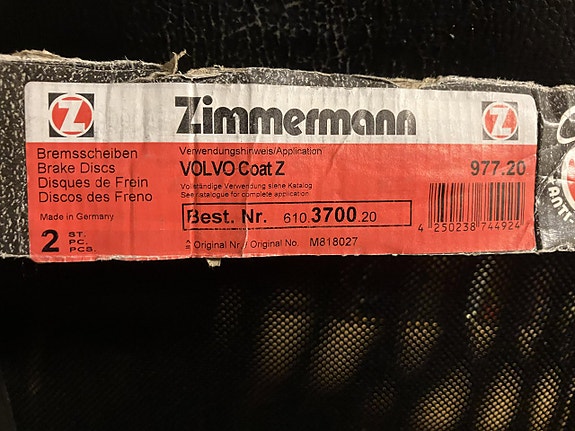 Z Zimmermann Z
Bremsscheiben
Brake Discs
Disques de Frein
Discos des Freno
Made in Germany
2 ST.
PC.
PCS.
Verwendungshinweis/Application
VOLVO Coat Z 977.20
Vollständige Verwendung siehe Katalog
See catalogue for complete application
Best. Nr. 610.3700.20
≙ Original Nr. / Original No. M818027
4 250238 744924